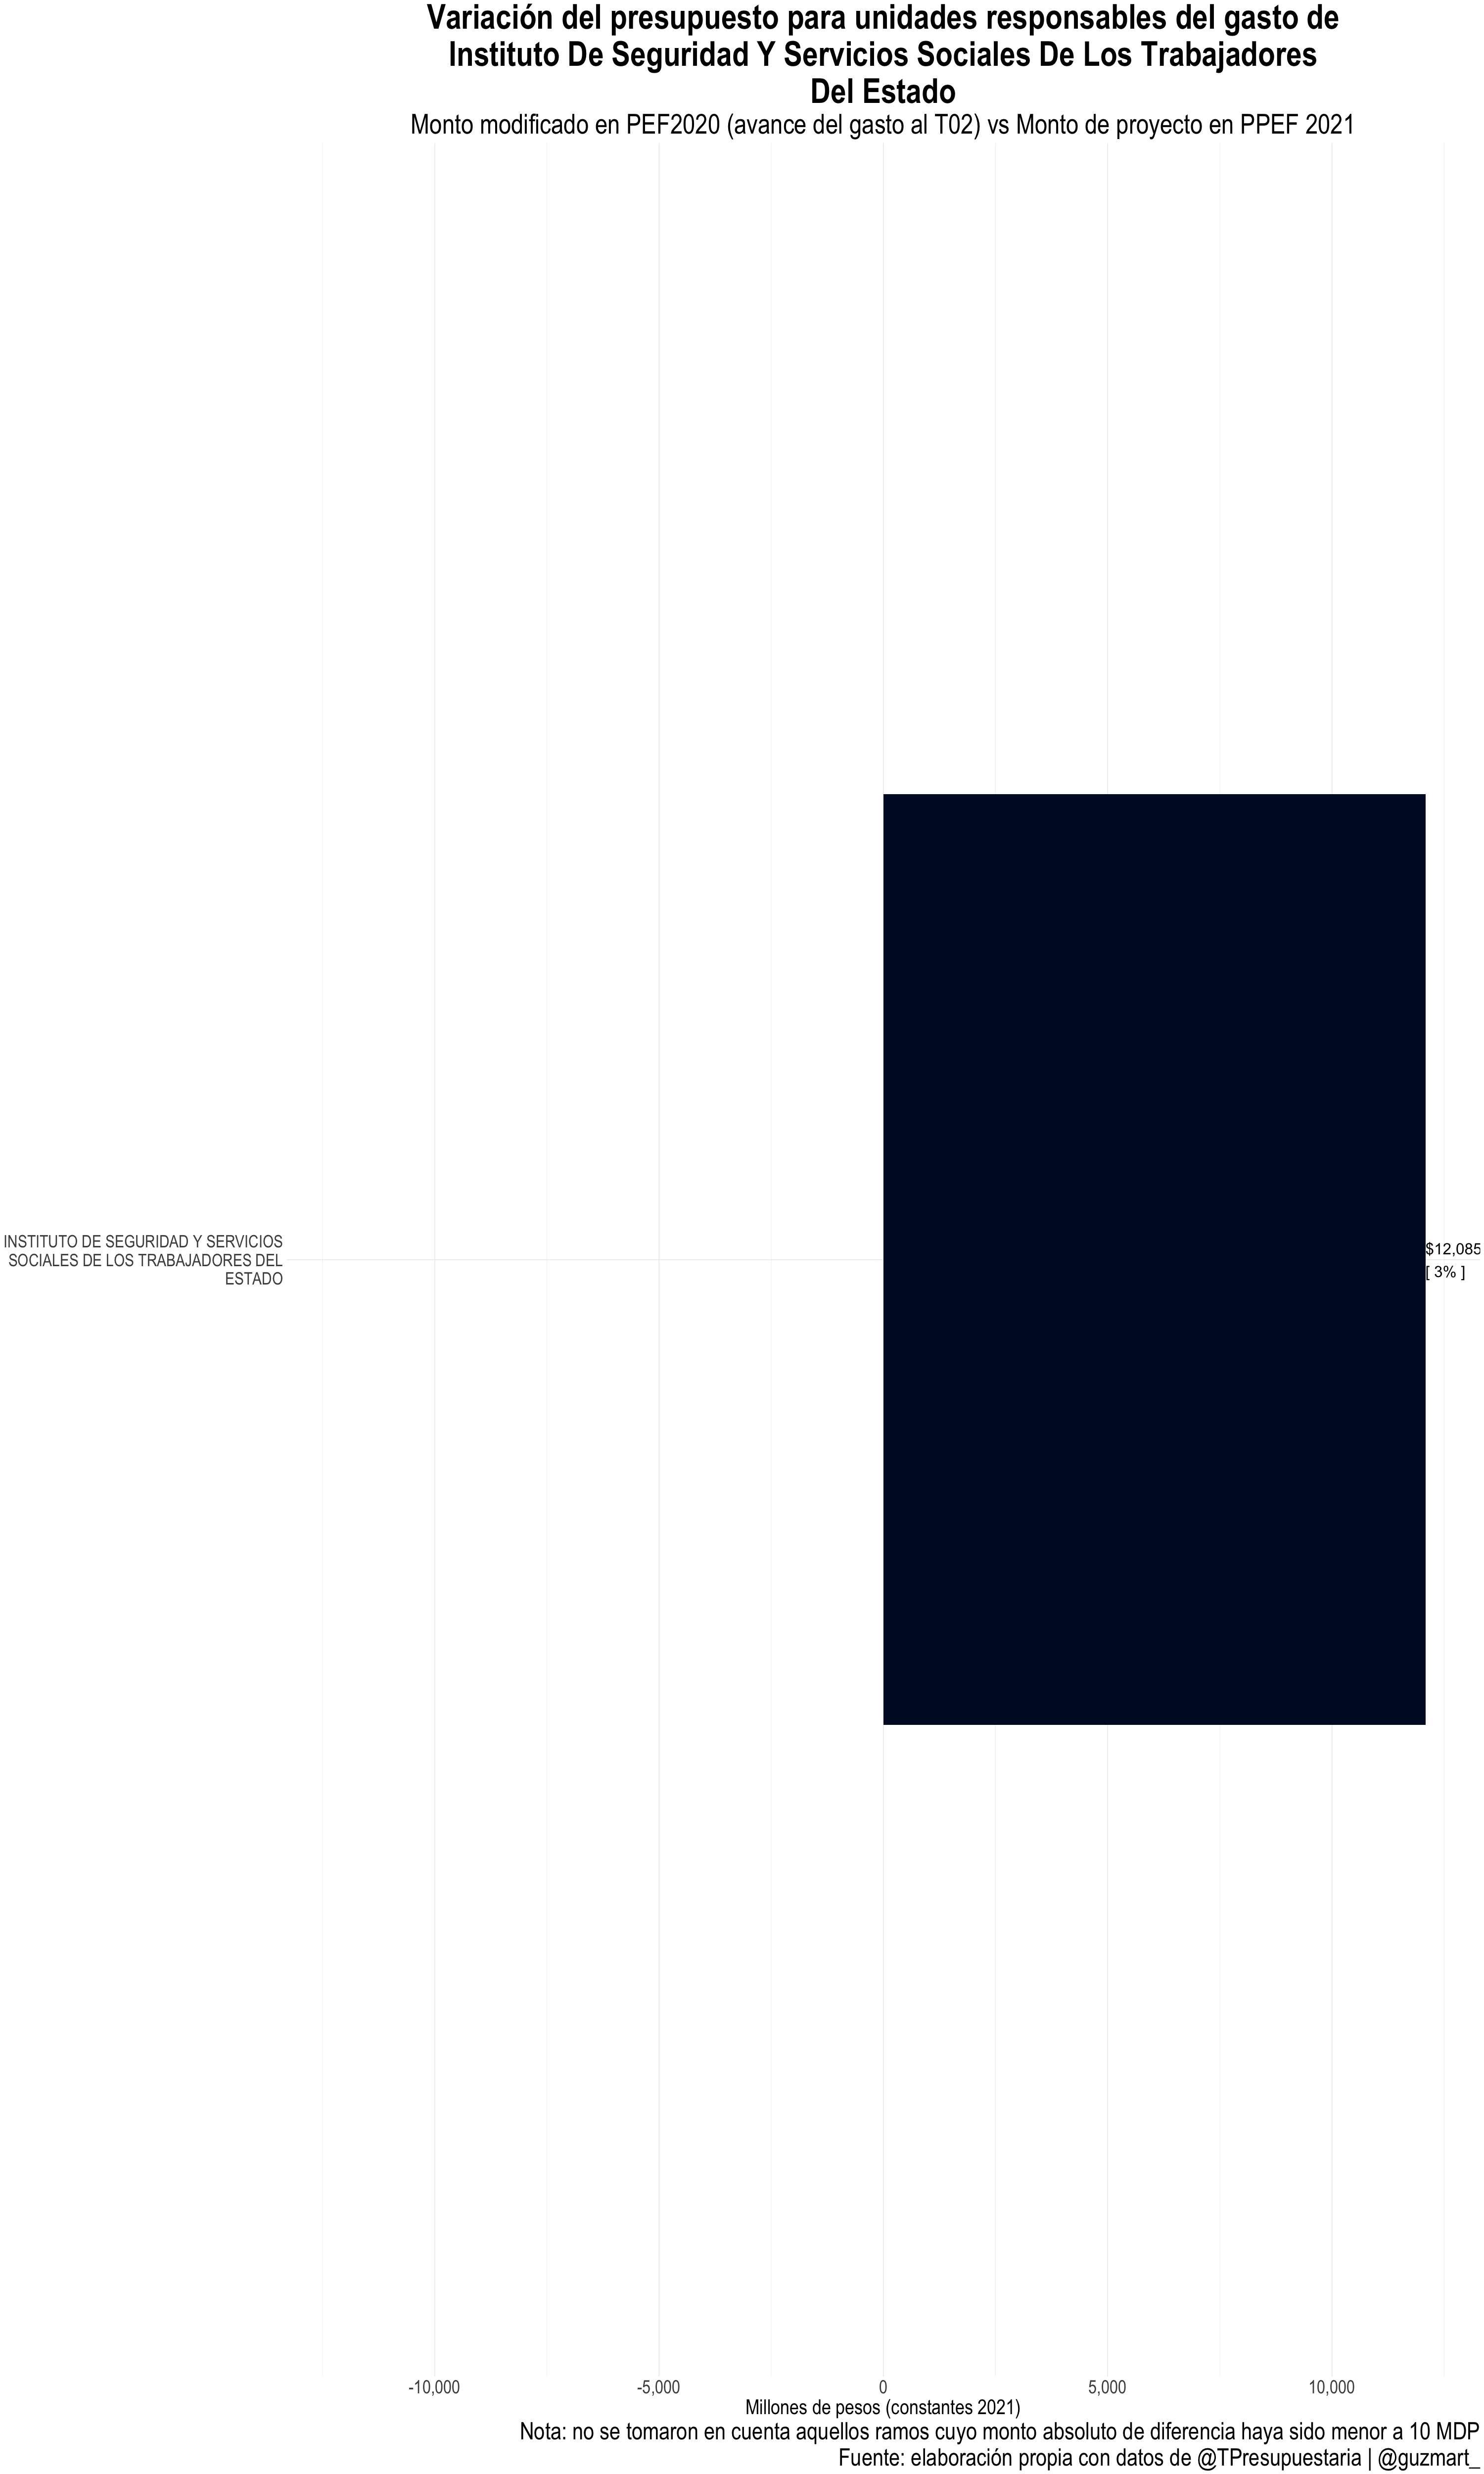 Variación del presupuesto para unidades responsables del gasto de
Instituto De Seguridad Y Servicios Sociales De Los Trabajadores
Del Estado
Monto modificado en PEF2020 (avance del gasto al T02) vs Monto de proyecto en PPEF 2021
INSTITUTO DE SEGURIDAD Y SERVICIOS
SOCIALES DE LOS TRABAJADORES DEL
ESTADO
$12,085
[ 3% ]
-10,000
-5,000
0
5,000
10,000
Millones de pesos (constantes 2021)
Nota: no se tomaron en cuenta aquellos ramos cuyo monto absoluto de diferencia haya sido menor a 10 MDP
Fuente: elaboración propia con datos de @TPresupuestaria | @guzmart_